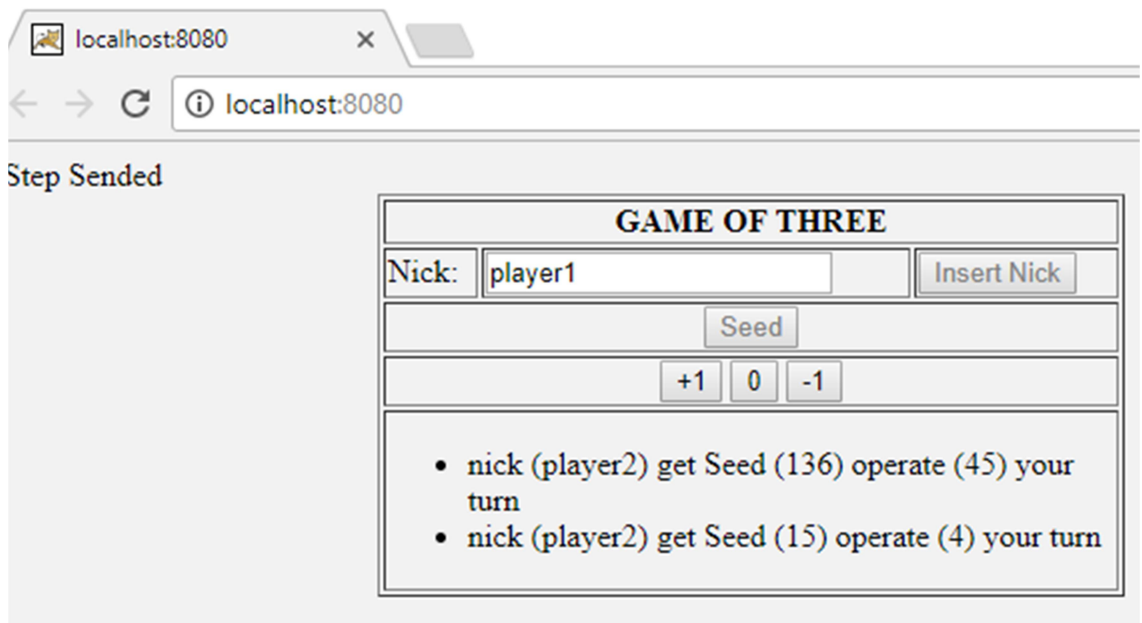 localhost:8080
localhost:8080
Step Sended
GAME OF THREE
Nick: player1 Insert Nick
Seed
+1 0 -1
nick (player2) get Seed (136) operate (45) your
turn
nick (player2) get Seed (15) operate (4) your turn